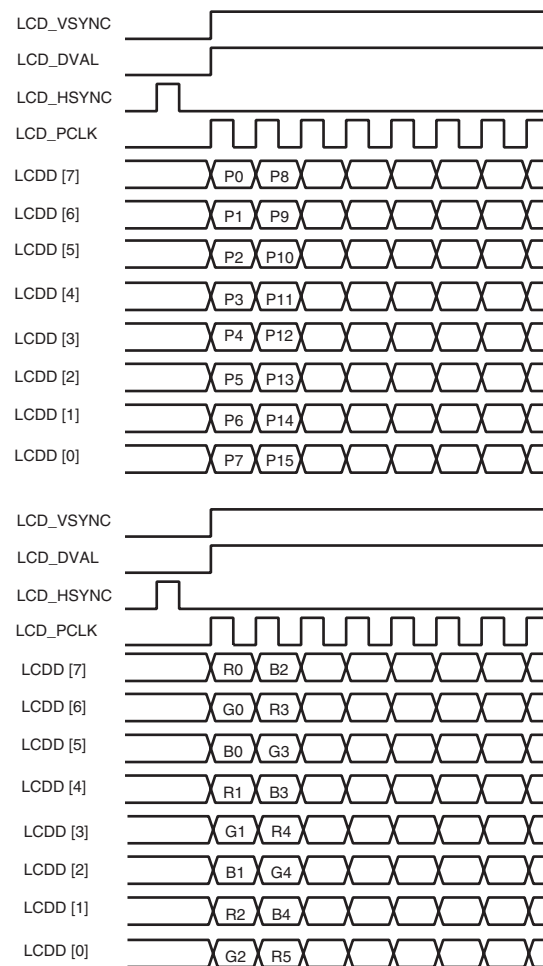 LCD_VSYNC
LCD_DVAL
LCD_HSYNC
LCD_PCLK
LCDD [7] P0 P8
LCDD [6] P1 P9
LCDD [5] P2 P10
LCDD [4] P3 P11
LCDD [3] P4 P12
LCDD [2] P5 P13
LCDD [1] P6 P14
LCDD [0] P7 P15
LCD_VSYNC
LCD_DVAL
LCD_HSYNC
LCD_PCLK
LCDD [7] R0 B2
LCDD [6] G0 R3
LCDD [5] B0 G3
LCDD [4] R1 B3
LCDD [3] G1 R4
LCDD [2] B1 G4
LCDD [1] R2 B4
LCDD [0] G2 R5